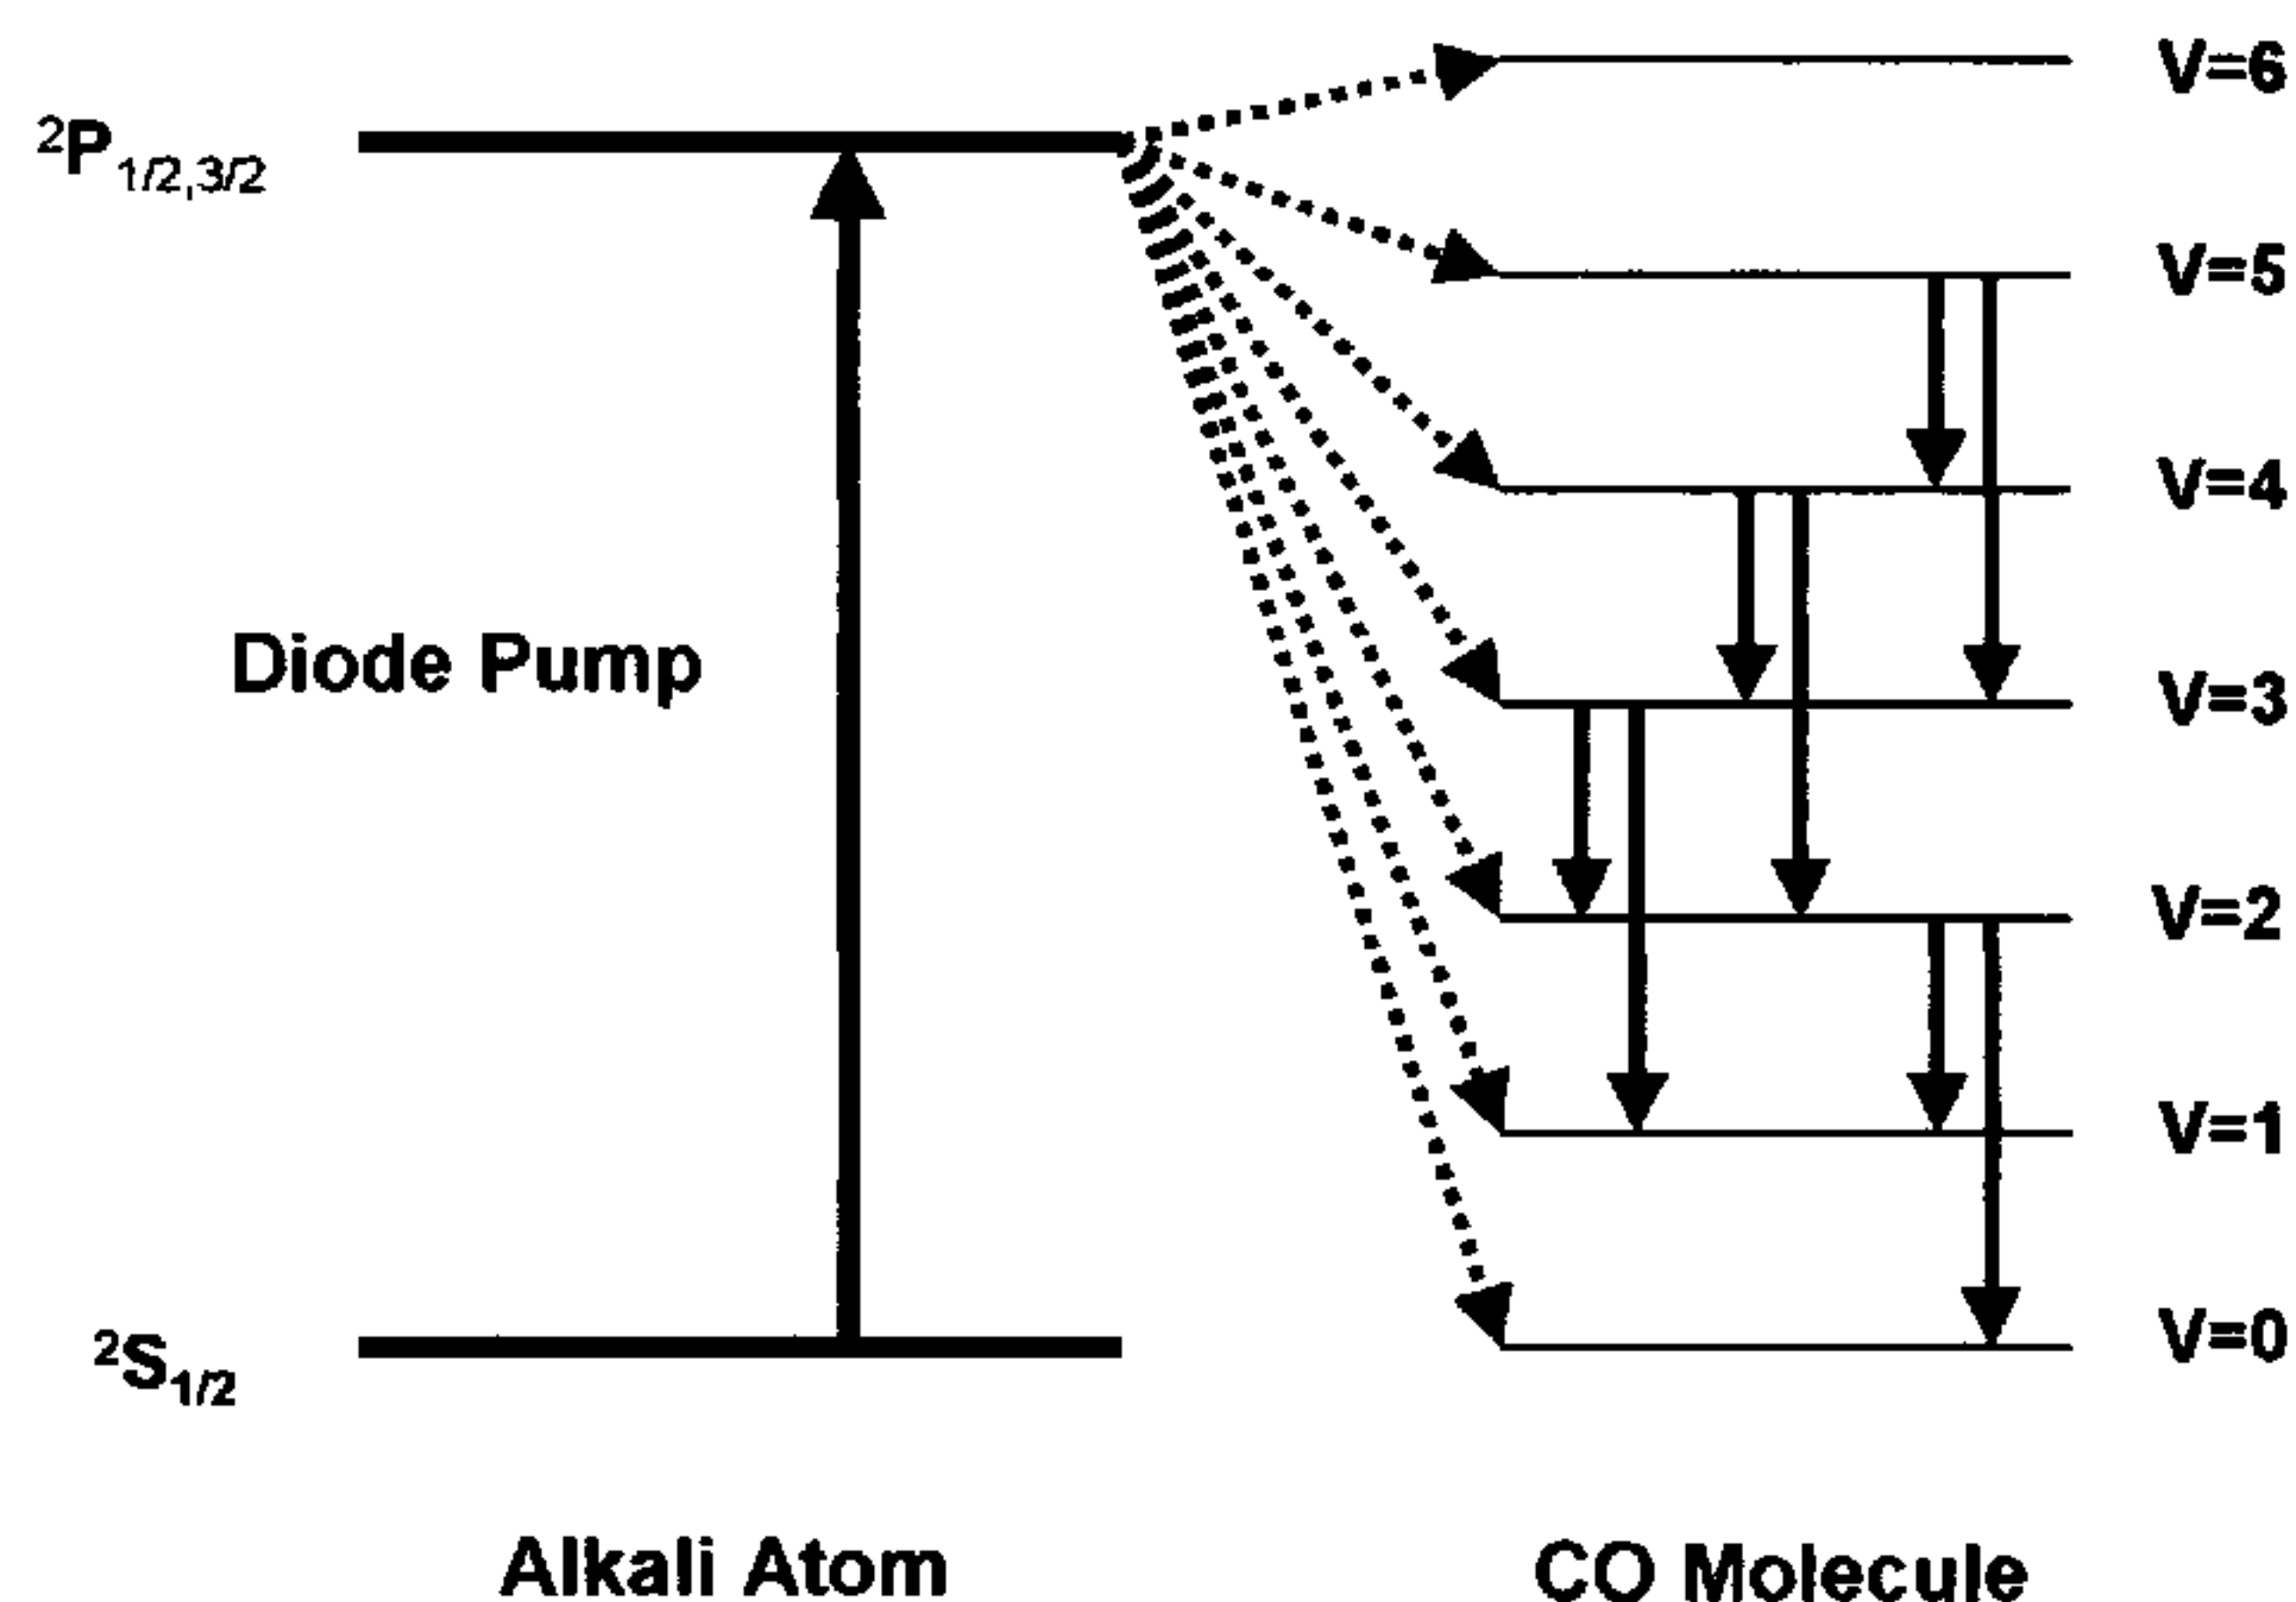 V=6
²P1/2,3/2
V=5
V=4
Diode Pump
V=3
V=2
V=1
²S1/2
V=0
Alkali Atom
CO Molecule